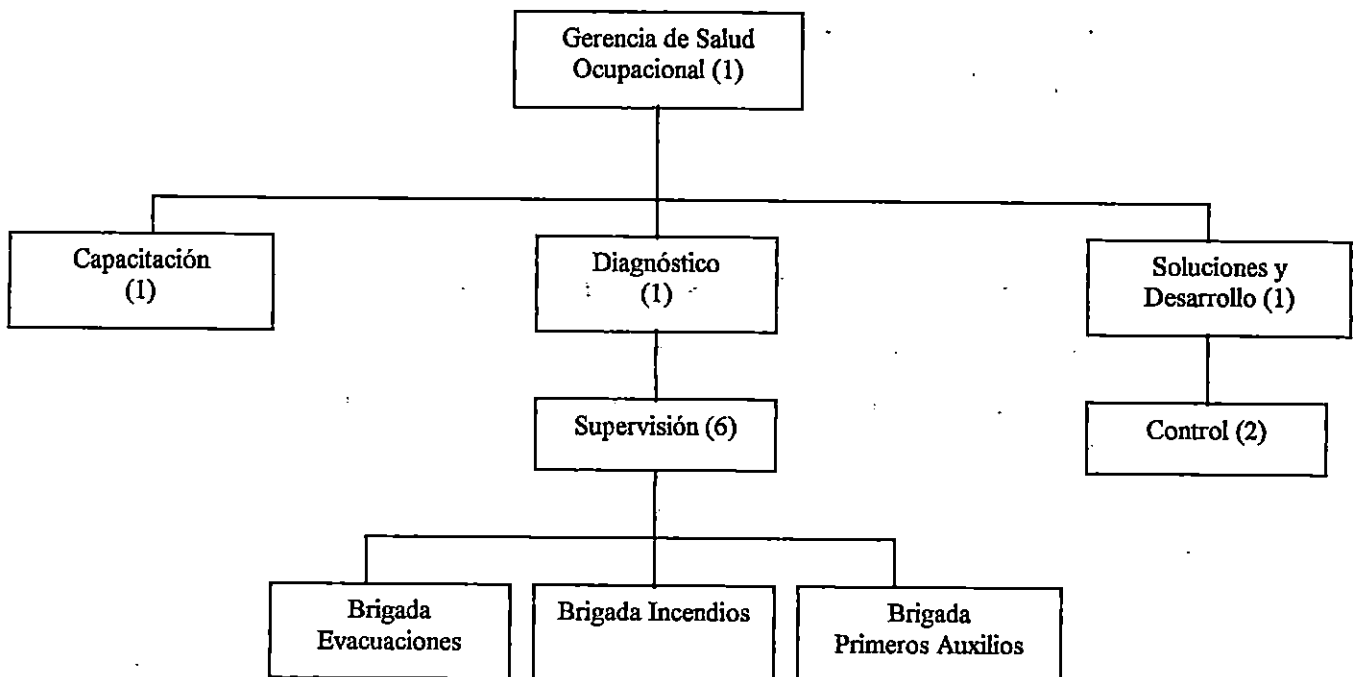 Gerencia de Salud
Ocupacional (1)
Capacitación
(1)
Diagnóstico
(1)
Soluciones y
Desarrollo (1)
Supervisión (6)
Control (2)
Brigada
Evacuaciones
Brigada Incendios
Brigada
Primeros Auxilios